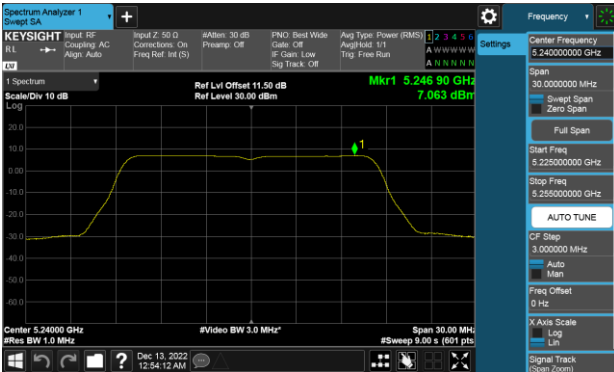 Spectrum Analyzer 1
Swept SA
Frequency
KEYSIGHT
Input: RF
Input Z: 50 Ω
#Atten: 30 dB
PNO: Best Wide
Avg Type: Power (RMS)
1 2 3 4 5 6
RL
Coupling: AC
Corrections: On
Preamp: Off
Gate: Off
Avg|Hold: 1/1
A W W W W W
Align: Auto
Freq Ref: Int (S)
IF Gain: Low
Trig: Free Run
Sig Track: Off
A N N N N N
LXI
1 Spectrum
Ref Lvl Offset 11.50 dB
Mkr1 5.246 90 GHz
Scale/Div 10 dB
Ref Level 30.00 dBm
7.063 dBm
Log
20.0
10.0
0.00
-10.0
-20.0
-30.0
-40.0
-50.0
-60.0
1
Center 5.24000 GHz
#Video BW 3.0 MHz*
Span 30.00 MHz
#Res BW 1.0 MHz
#Sweep 9.00 s (601 pts)
Dec 13, 2022
12:54:12 AM
Settings
Center Frequency
5.240000000 GHz
Span
30.0000000 MHz
Swept Span
Zero Span
Full Span
Start Freq
5.225000000 GHz
Stop Freq
5.255000000 GHz
AUTO TUNE
CF Step
3.000000 MHz
Auto
Man
Freq Offset
0 Hz
X Axis Scale
Log
Lin
Signal Track
(Span Zoom)